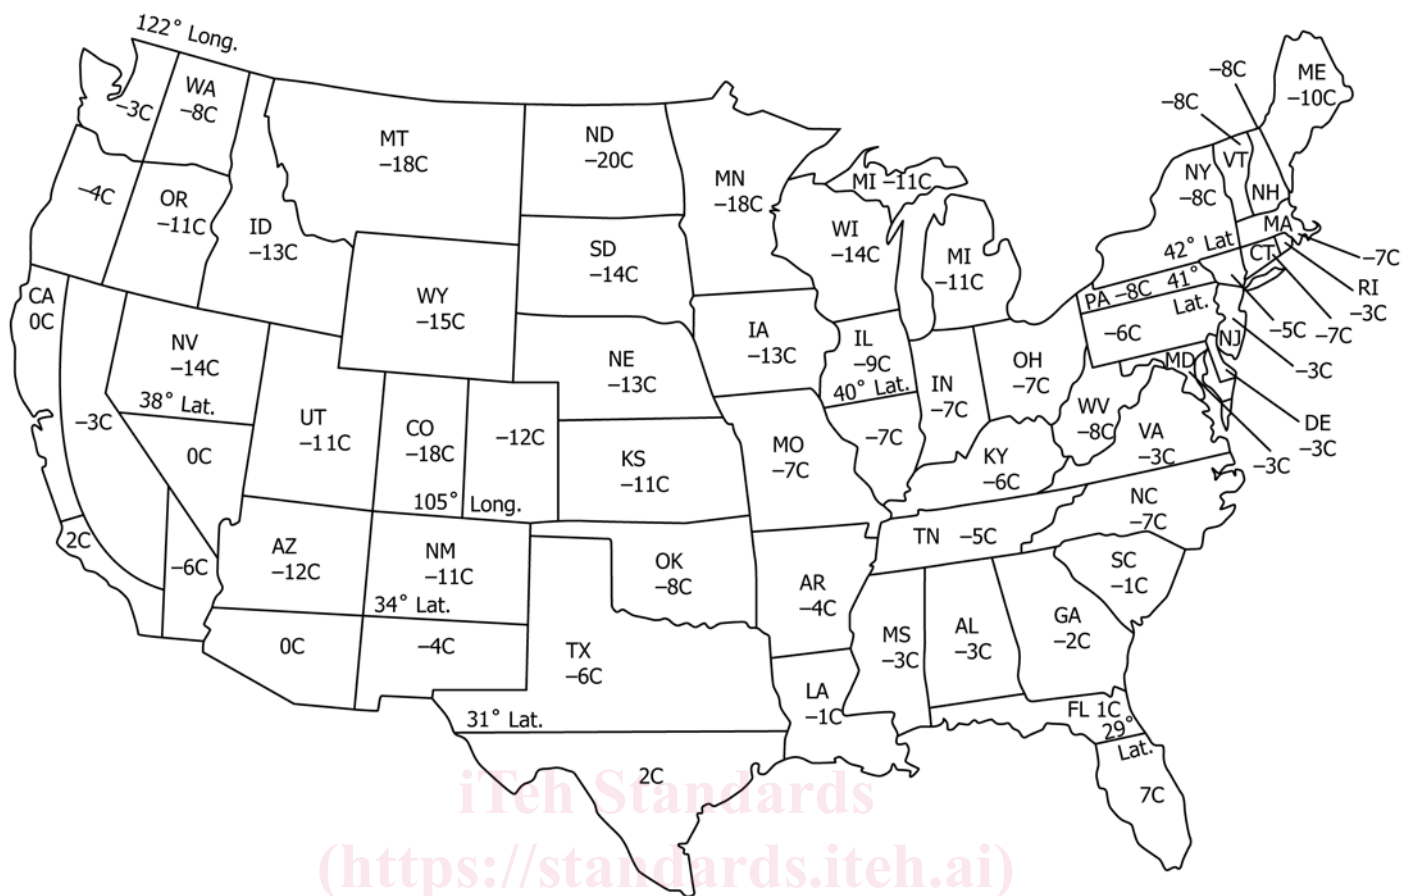 122° Long.
WA
–8C
–3C
–4C
OR
–11C
ID
–13C
MT
–18C
ND
–20C
MN
–18C
MI –11C
WI
–14C
MI
–11C
SD
–14C
WY
–15C
CA
0C
NV
–14C
38° Lat.
–3C
0C
UT
–11C
CO
–18C
105° Long.
–12C
NE
–13C
IA
–13C
IL
–9C
40° Lat.
–7C
IN
–7C
OH
–7C
KS
–11C
MO
–7C
KY
–6C
WV
–8C
VA
–3C
2C
–6C
AZ
–12C
0C
NM
–11C
34° Lat.
–4C
OK
–8C
TX
–6C
31° Lat.
2C
AR
–4C
LA
–1C
TN –5C
MS
–3C
AL
–3C
GA
–2C
SC
–1C
NC
–7C
FL 1C
29°
Lat.
7C
ME
–10C
–8C
–8C
VT
NH
NY
–8C
42° Lat
MA
–7C
CT
RI
–3C
–7C
–5C
PA –8C 41°
Lat.
–6C
NJ
–3C
MD
DE
–3C
–3C
iTeh Standards
(https://standards.iteh.ai)